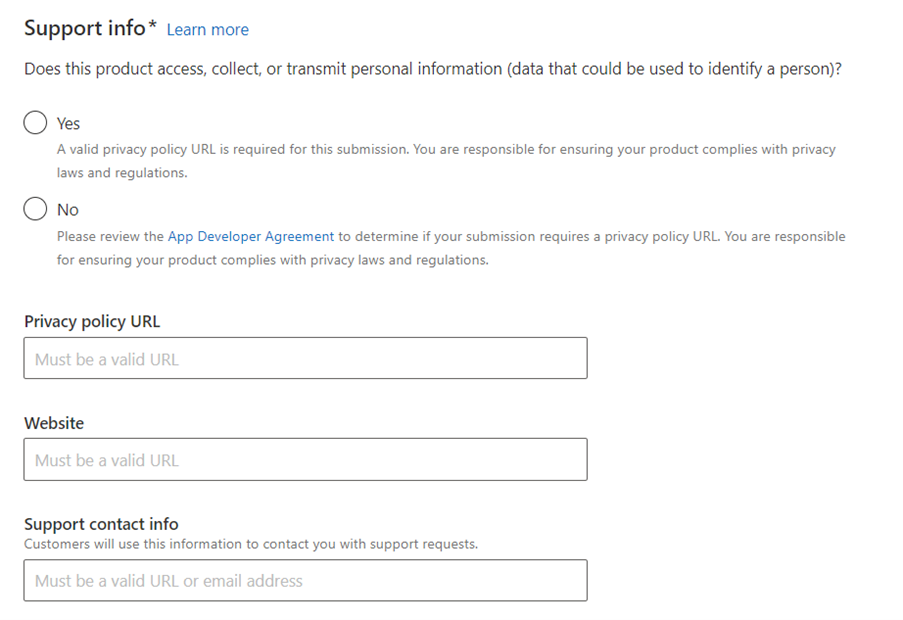 Support info* Learn more
Does this product access, collect, or transmit personal information (data that could be used to identify a person)?
Yes
A valid privacy policy URL is required for this submission. You are responsible for ensuring your product complies with privacy
laws and regulations.
No
Please review the App Developer Agreement to determine if your submission requires a privacy policy URL. You are responsible
for ensuring your product complies with privacy laws and regulations.
Privacy policy URL
Must be a valid URL
Website
Must be a valid URL
Support contact info
Customers will use this information to contact you with support requests.
Must be a valid URL or email address